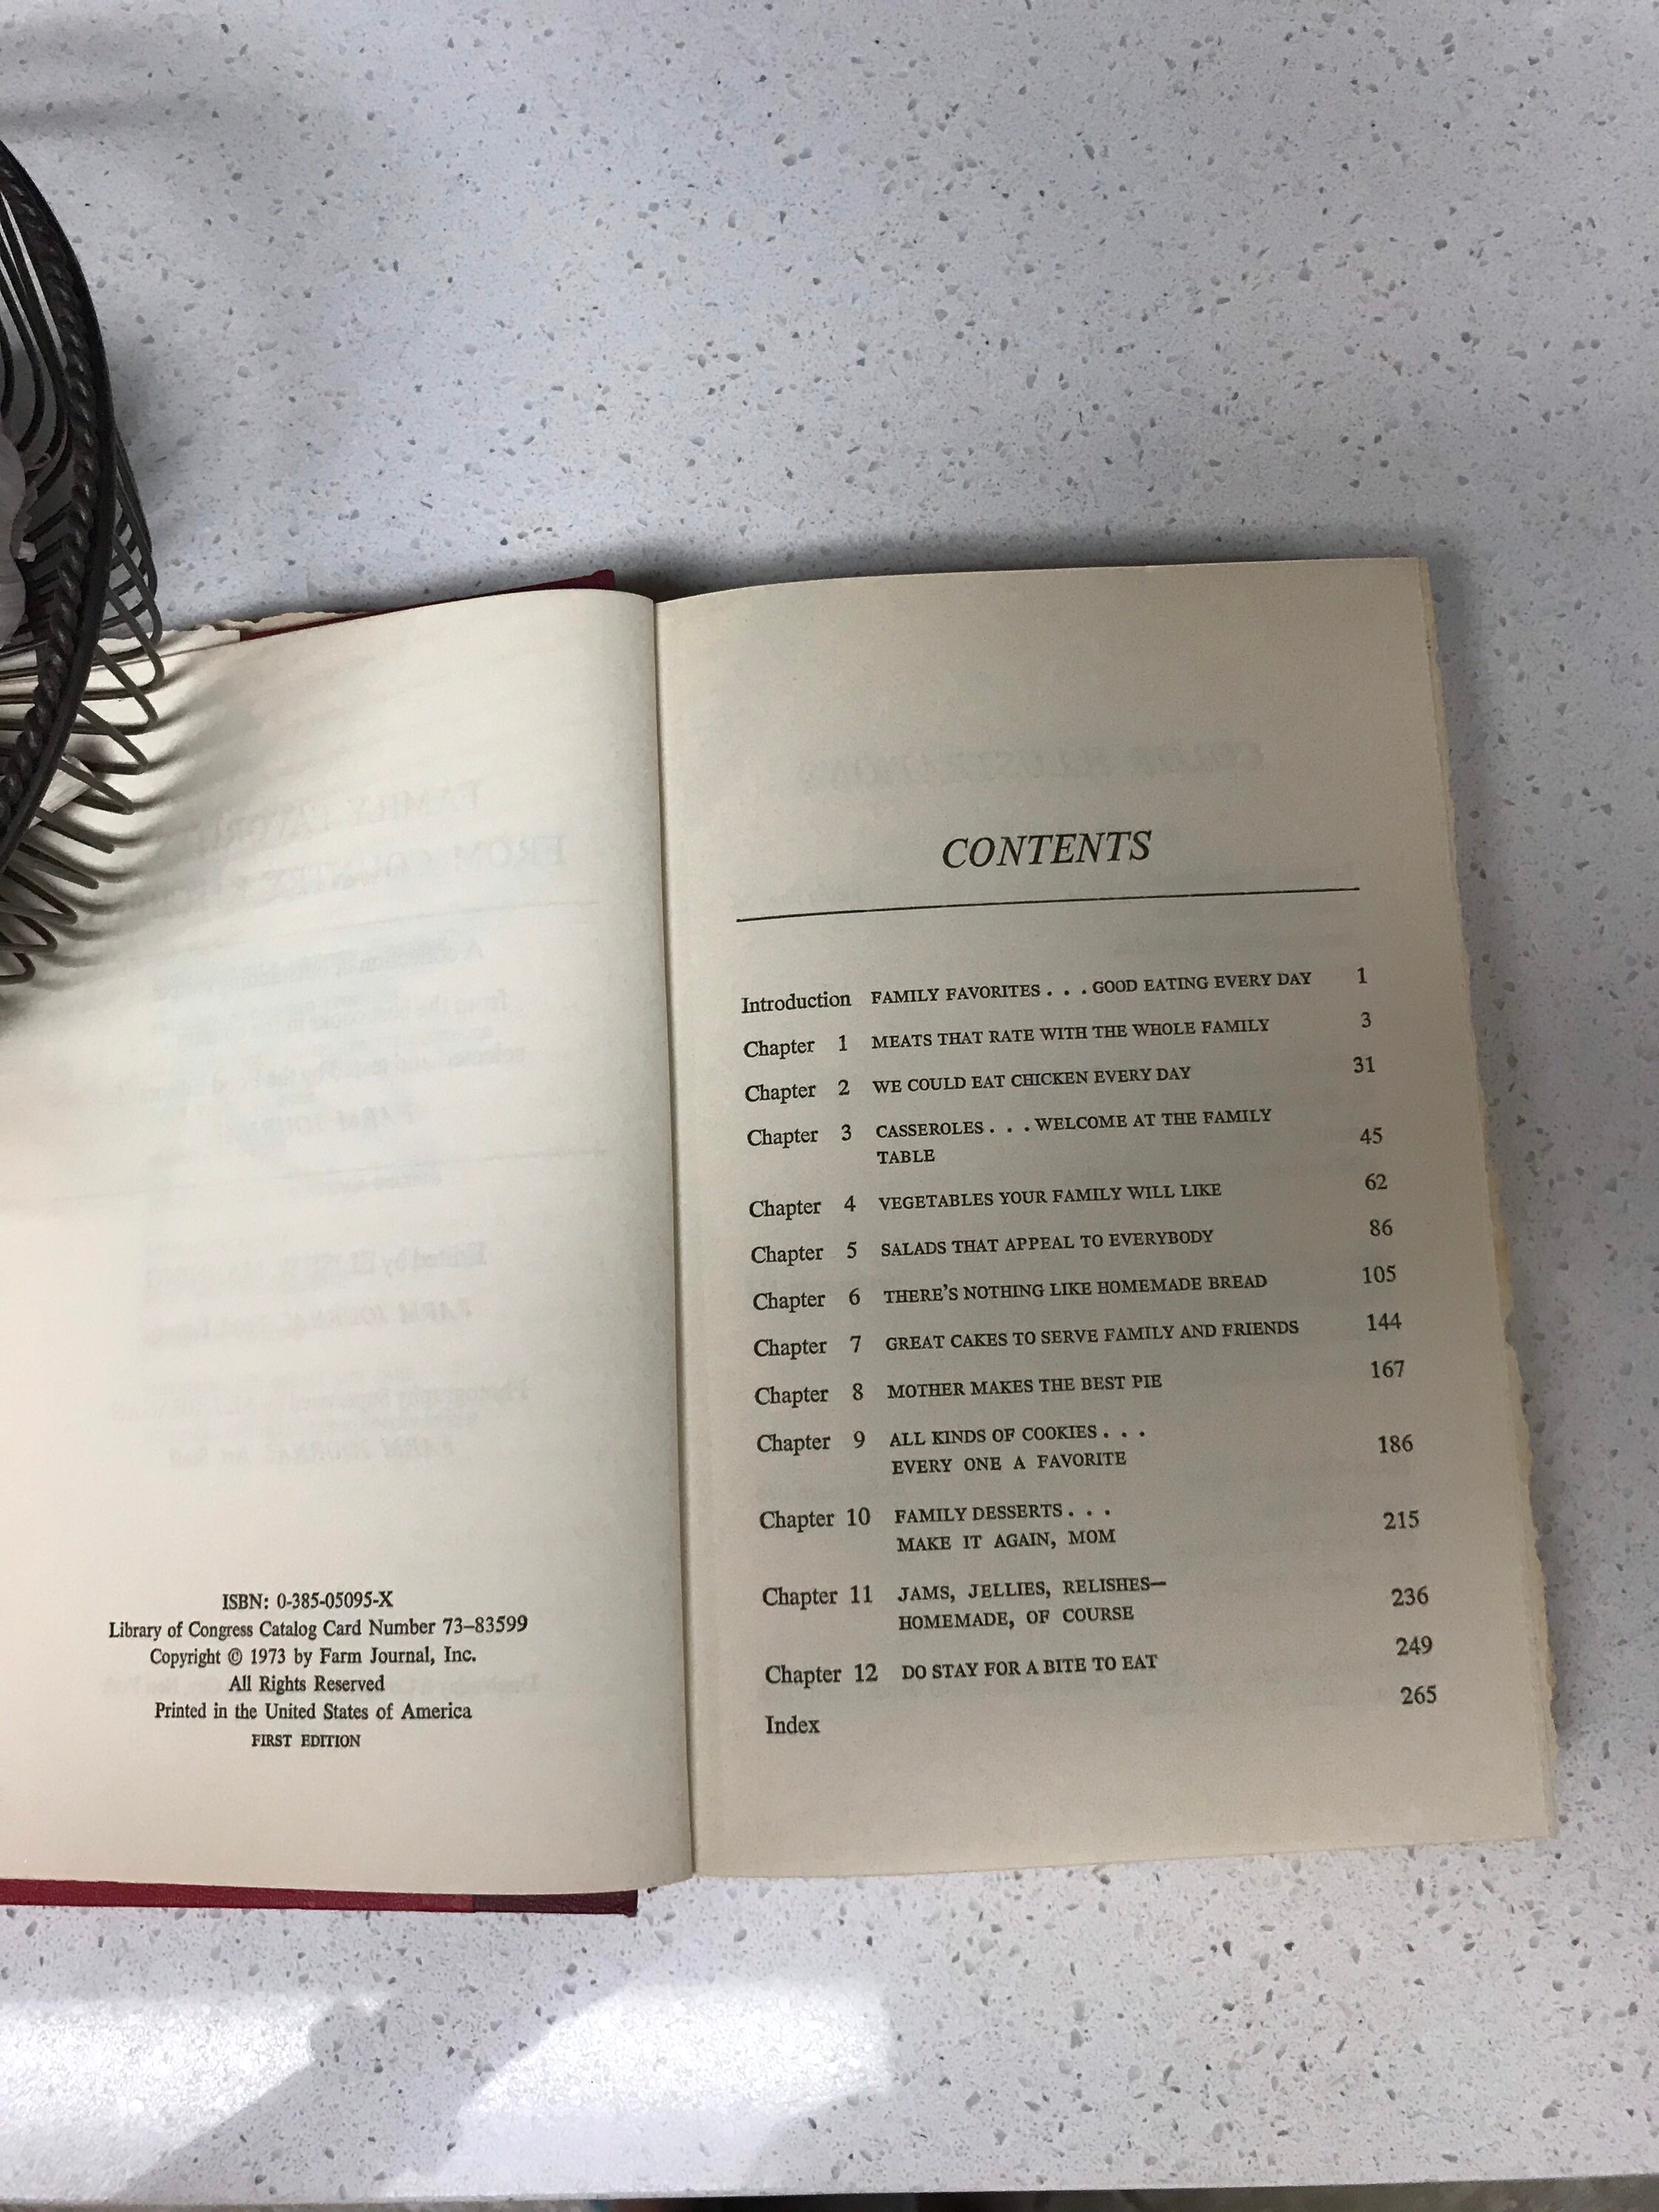 ISBN: 0-385-05095-X
Library of Congress Catalog Card Number 73–83599
Copyright © 1973 by Farm Journal, Inc.
All Rights Reserved
Printed in the United States of America
FIRST EDITION
CONTENTS
Introduction FAMILY FAVORITES . . . GOOD EATING EVERY DAY 1
Chapter 1 MEATS THAT RATE WITH THE WHOLE FAMILY 3
Chapter 2 WE COULD EAT CHICKEN EVERY DAY 31
Chapter 3 CASSEROLES . . . WELCOME AT THE FAMILY
TABLE 45
Chapter 4 VEGETABLES YOUR FAMILY WILL LIKE 62
Chapter 5 SALADS THAT APPEAL TO EVERYBODY 86
Chapter 6 THERE'S NOTHING LIKE HOMEMADE BREAD 105
Chapter 7 GREAT CAKES TO SERVE FAMILY AND FRIENDS 144
Chapter 8 MOTHER MAKES THE BEST PIE 167
Chapter 9 ALL KINDS OF COOKIES . . .
EVERY ONE A FAVORITE 186
Chapter 10 FAMILY DESSERTS . . .
MAKE IT AGAIN, MOM 215
Chapter 11 JAMS, JELLIES, RELISHES—
HOMEMADE, OF COURSE 236
Chapter 12 DO STAY FOR A BITE TO EAT 249
Index 265